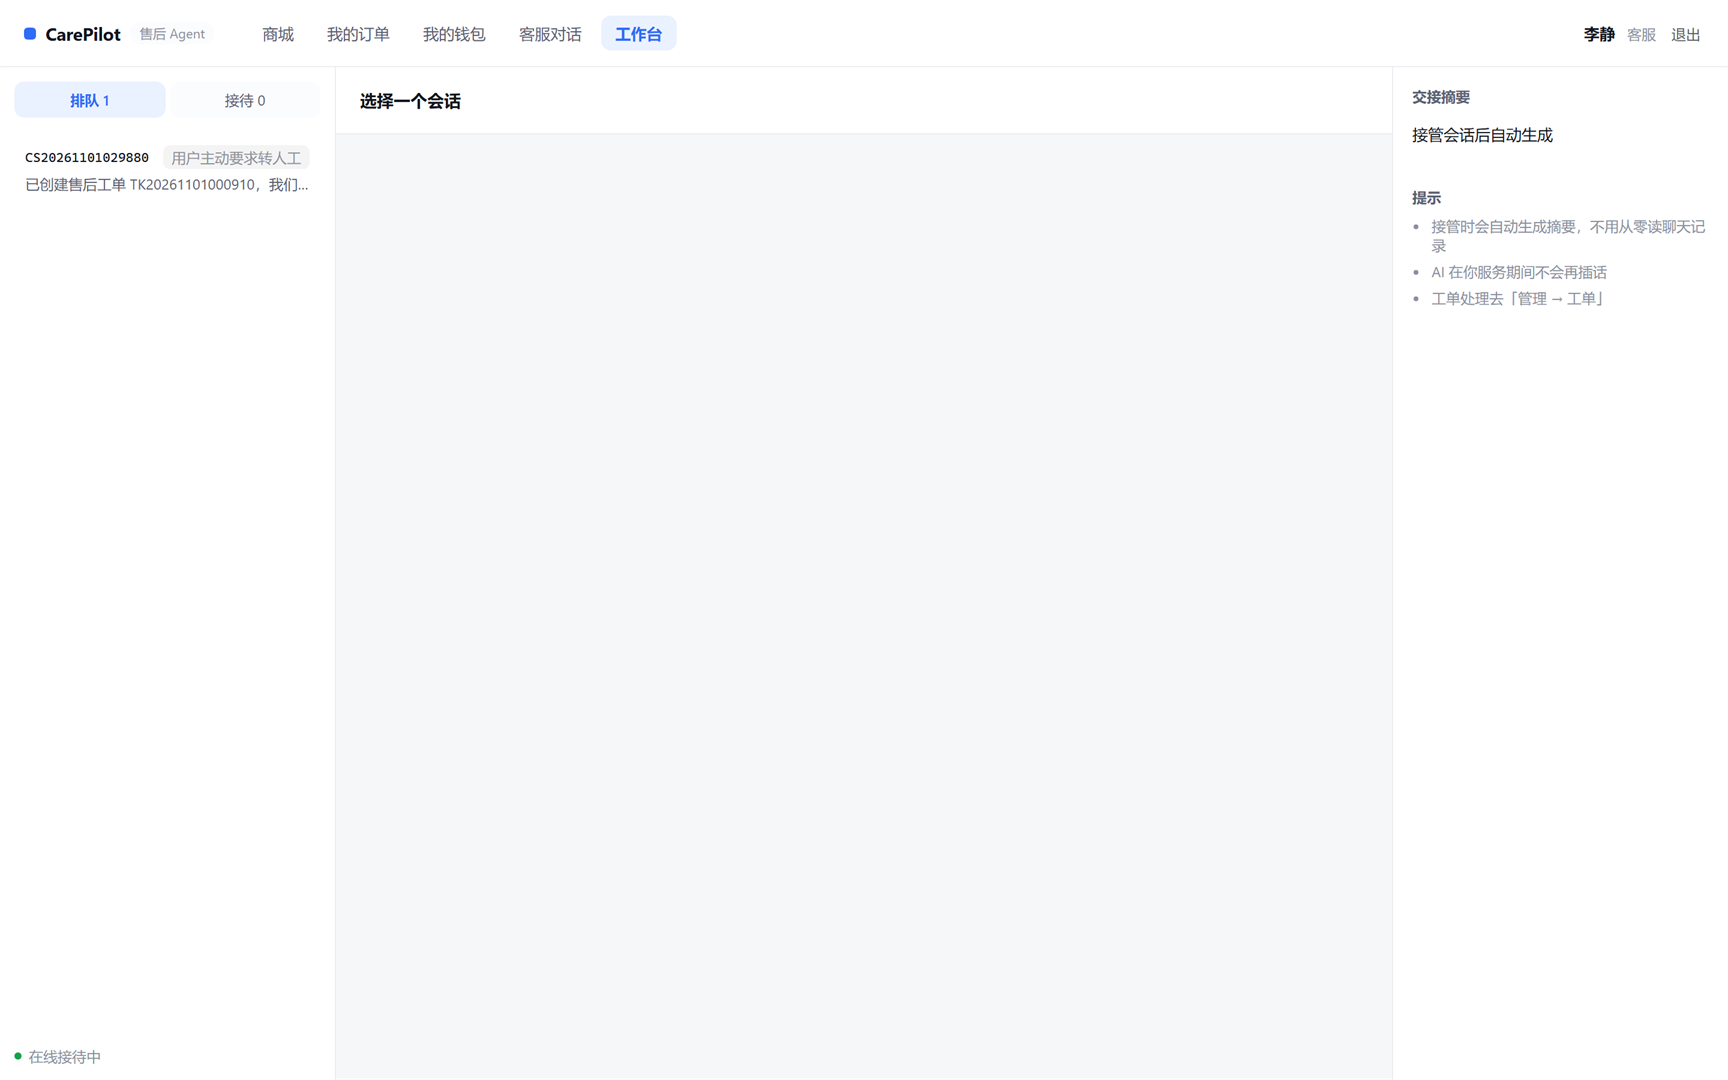 CarePilot 售后 Agent 商城 我的订单 我的钱包 客服对话 工作台 李静 客服 退出
排队 1 接待 0
CS20261101029880 用户主动要求转人工
已创建售后工单 TK20261101000910，我们...
在线接待中
选择一个会话
交接摘要
接管会话后自动生成
提示
• 接管时会自动生成摘要，不用从零读聊天记
录
• AI 在你服务期间不会再插话
• 工单处理去「管理 → 工单」